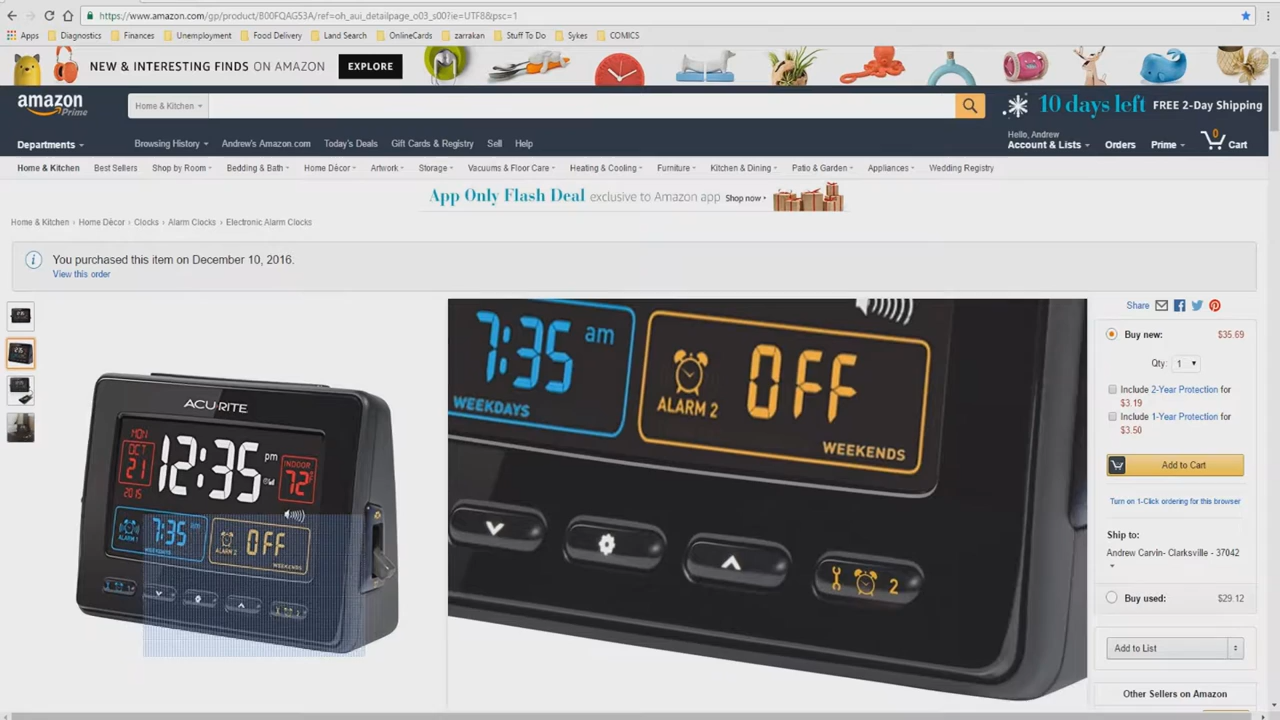 https://www.amazon.com/gp/product/B00FQAG53A/ref=oh_aui_detailpage_o03_s00?ie=UTF8&psc=1
Apps Diagnostics Finances Unemployment Food Delivery Land Search OnlineCards zarrakan Stuff To Do Sykes COMICS
NEW & INTERESTING FINDS ON AMAZON EXPLORE
amazon Prime
Home & Kitchen
10 days left FREE 2-Day Shipping
Departments Browsing History Andrew's Amazon.com Today's Deals Gift Cards & Registry Sell Help
Hello, Andrew
Account & Lists Orders Prime 0 Cart
Home & Kitchen Best Sellers Shop by Room Bedding & Bath Home Décor Artwork Storage Vacuums & Floor Care Heating & Cooling Furniture Kitchen & Dining Patio & Garden Appliances Wedding Registry
App Only Flash Deal exclusive to Amazon app Shop now
Home & Kitchen › Home Décor › Clocks › Alarm Clocks › Electronic Alarm Clocks
You purchased this item on December 10, 2016.
View this order
ACURITE
MON
OCT
21
2015
12:35 pm
INDOOR
72°F
ALARM 1
7:35 am
WEEKDAYS
ALARM 2
OFF
WEEKENDS
7:35 am
WEEKDAYS
ALARM 2
OFF
WEEKENDS
2
Share
Buy new: $35.69
Qty: 1
Include 2-Year Protection for
$3.19
Include 1-Year Protection for
$3.50
Add to Cart
Turn on 1-Click ordering for this browser
Ship to:
Andrew Carvin- Clarksville - 37042
Buy used: $29.12
Add to List
Other Sellers on Amazon